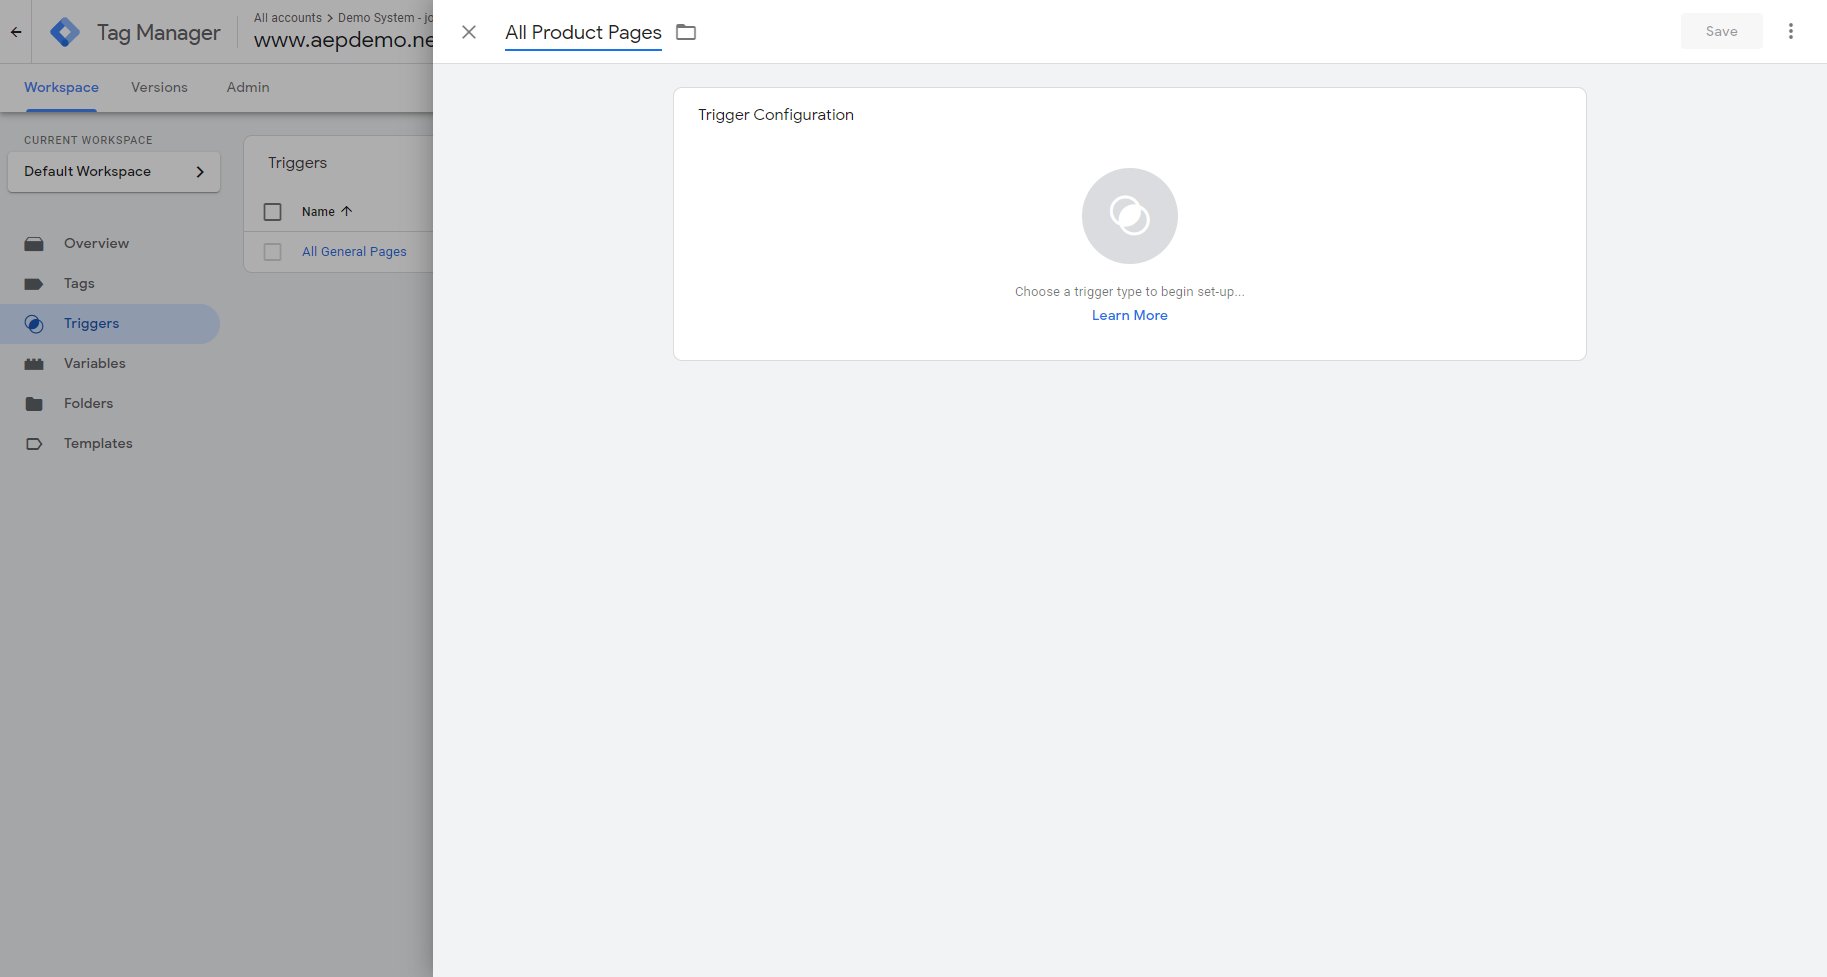 Tag Manager
All accounts > Demo System - jo
www.aepdemo.ne
All Product Pages
Save
Workspace
Versions
Admin
CURRENT WORKSPACE
Default Workspace
Overview
Tags
Triggers
Variables
Folders
Templates
Triggers
Name
All General Pages
Trigger Configuration
Choose a trigger type to begin set-up...
Learn More